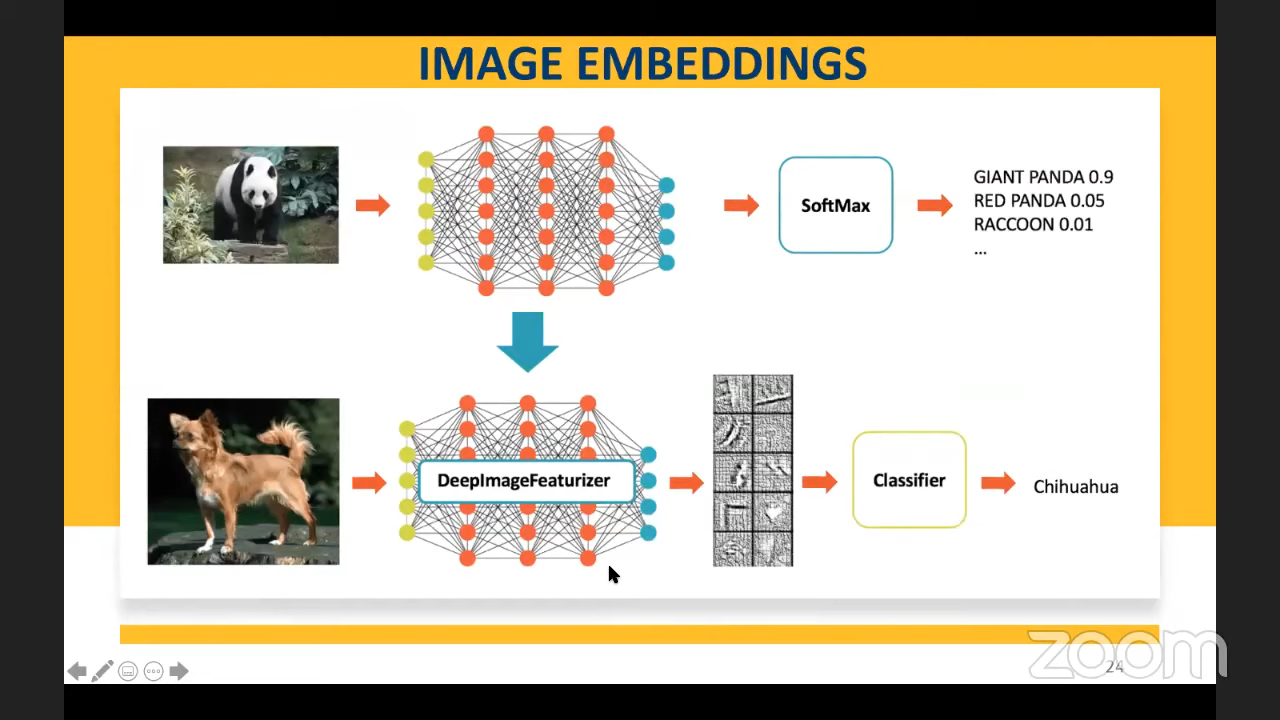 IMAGE EMBEDDINGS
SoftMax
GIANT PANDA 0.9
RED PANDA 0.05
RACCOON 0.01
...
DeepImageFeaturizer
Classifier
Chihuahua
zoom
24